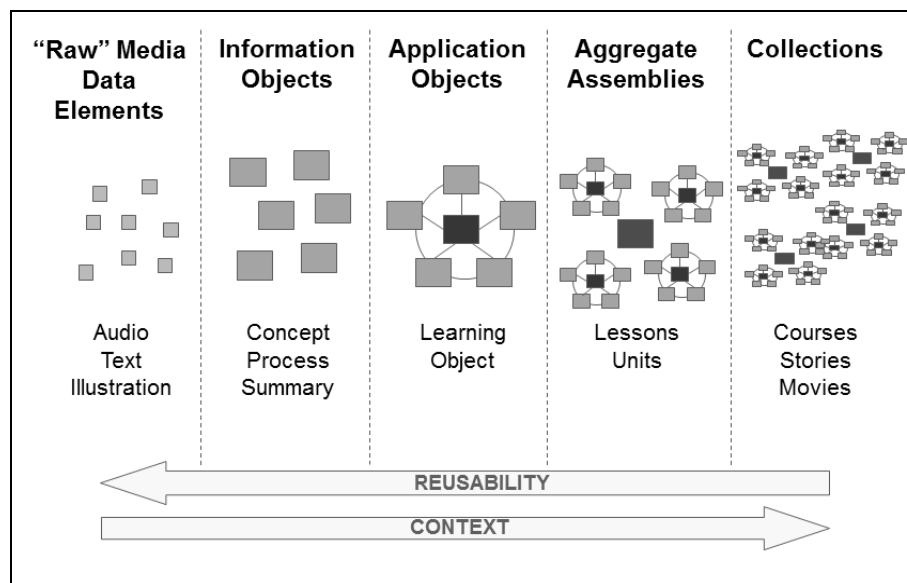 “Raw” Media
Data
Elements
Information
Objects
Application
Objects
Aggregate
Assemblies
Collections
Audio
Text
Illustration
Concept
Process
Summary
Learning
Object
Lessons
Units
Courses
Stories
Movies
REUSABILITY
CONTEXT